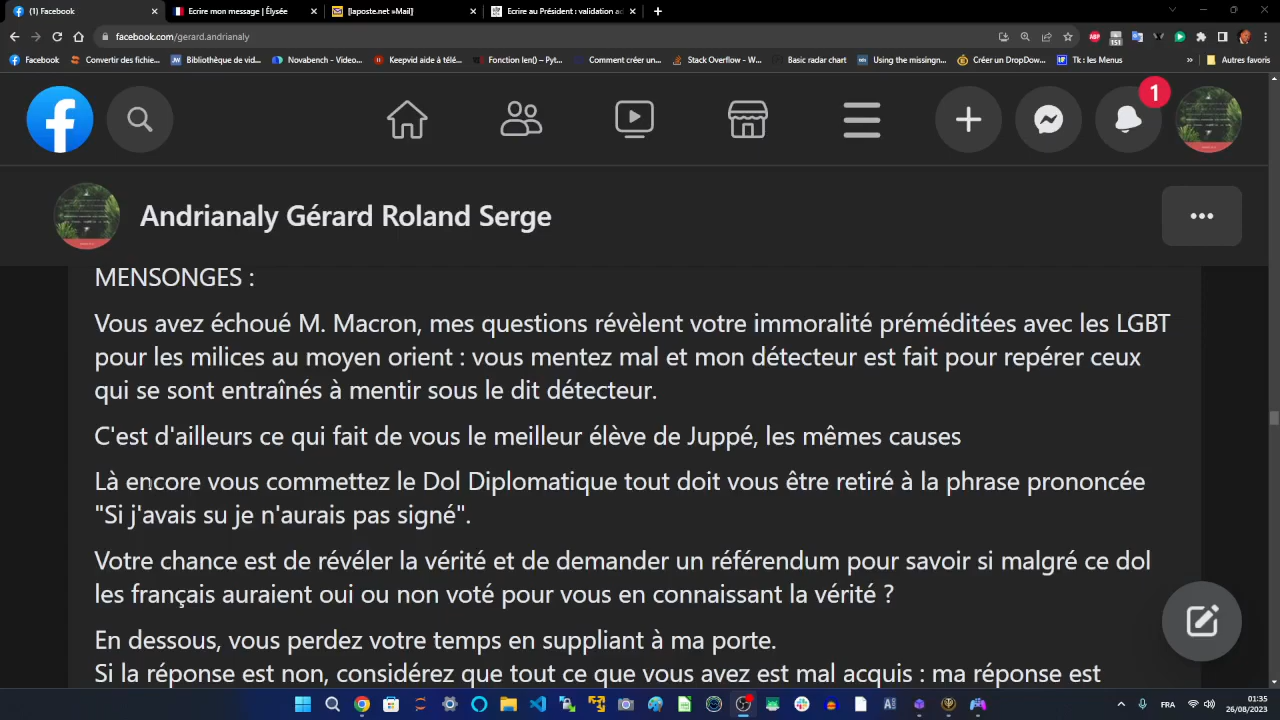 (1) Facebook
Ecrire mon message | Élysée
[laposte.net »Mail]
Ecrire au Président : validation ad
facebook.com/gerard.andrianaly
ABP
151
Facebook
Convertir des fichie...
Bibliothèque de vid...
Novabench - Video...
Keepvid aide à télé...
Fonction len() – Pyt...
Comment créer un...
Stack Overflow - W...
Basic radar chart
Using the missingn...
Créer un DropDow...
Tk : les Menus
»
Autres favoris
1
Andrianaly Gérard Roland Serge
MENSONGES :
Vous avez échoué M. Macron, mes questions révèlent votre immoralité préméditées avec les LGBT
pour les milices au moyen orient : vous mentez mal et mon détecteur est fait pour repérer ceux
qui se sont entraînés à mentir sous le dit détecteur.
C'est d'ailleurs ce qui fait de vous le meilleur élève de Juppé, les mêmes causes
Là encore vous commettez le Dol Diplomatique tout doit vous être retiré à la phrase prononcée
"Si j'avais su je n'aurais pas signé".
Votre chance est de révéler la vérité et de demander un référendum pour savoir si malgré ce dol
les français auraient oui ou non voté pour vous en connaissant la vérité ?
En dessous, vous perdez votre temps en suppliant à ma porte.
Si la réponse est non, considérez que tout ce que vous avez est mal acquis : ma réponse est
FRA
01:35
26/08/2023